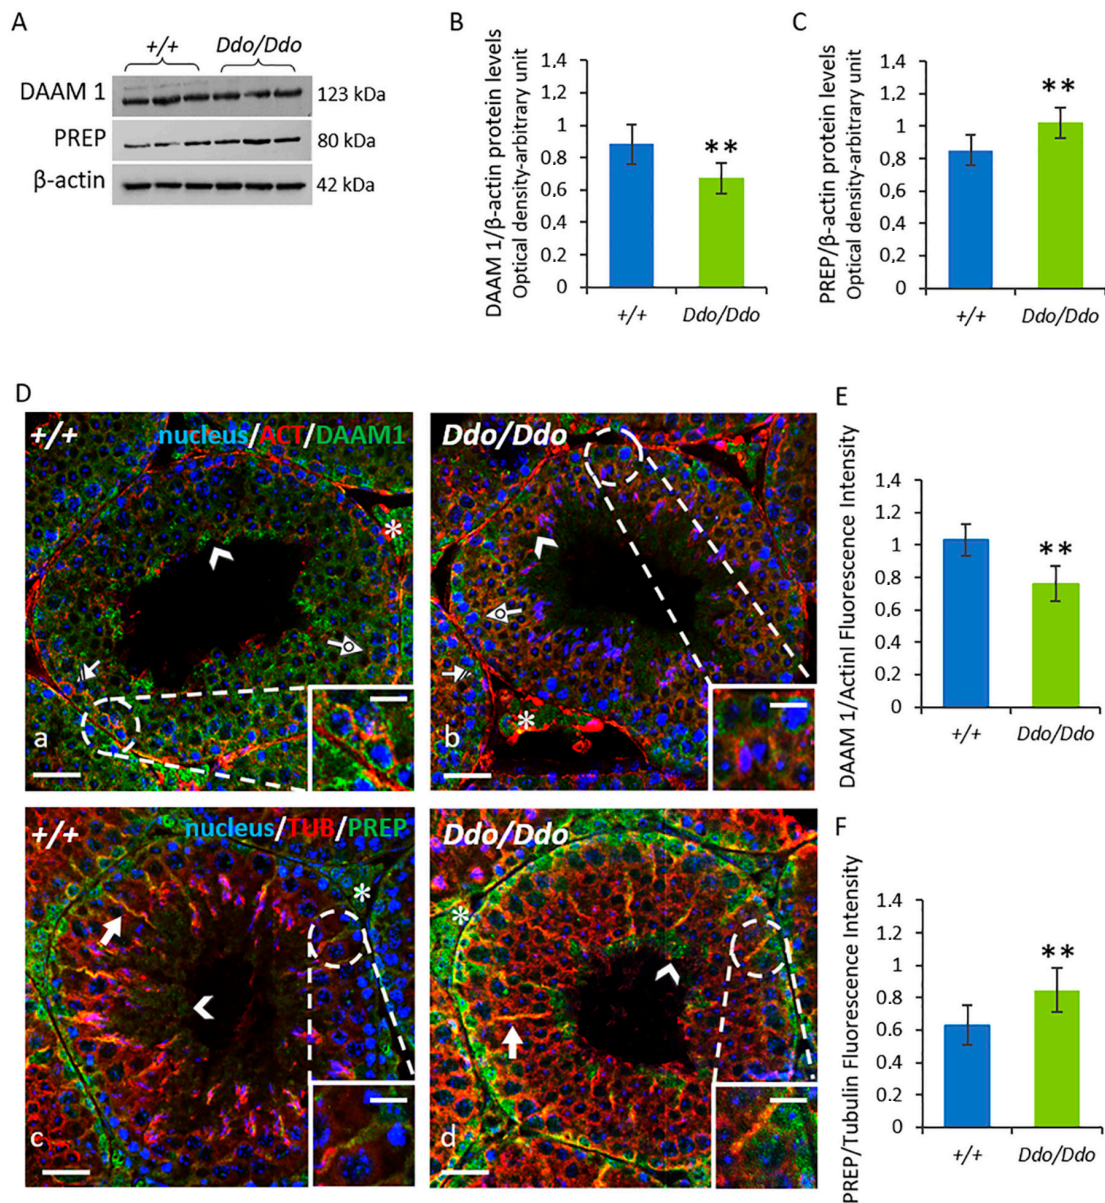 A
+/+ Ddo/Ddo
DAAM 1 123 kDa
PREP 80 kDa
β-actin 42 kDa
B
DAAM 1/β-actin protein levels
Optical density-arbitrary unit
1,4
1,2
1
0,8
0,6
0,4
0,2
0
**
+/+ Ddo/Ddo
C
PREP/β-actin protein levels
Optical density-arbitrary unit
1,4
1,2
1
0,8
0,6
0,4
0,2
0
**
+/+ Ddo/Ddo
D
+/+ nucleus/ACT/DAAM1
*
a
Ddo/Ddo
*
b
+/+ nucleus/TUB/PREP
*
c
Ddo/Ddo
*
d
E
DAAM 1/ActinI Fluorescence Intensity
1,4
1,2
1
0,8
0,6
0,4
0,2
0
**
+/+ Ddo/Ddo
F
PREP/Tubulin Fluorescence Intensity
1,4
1,2
1
0,8
0,6
0,4
0,2
0
**
+/+ Ddo/Ddo